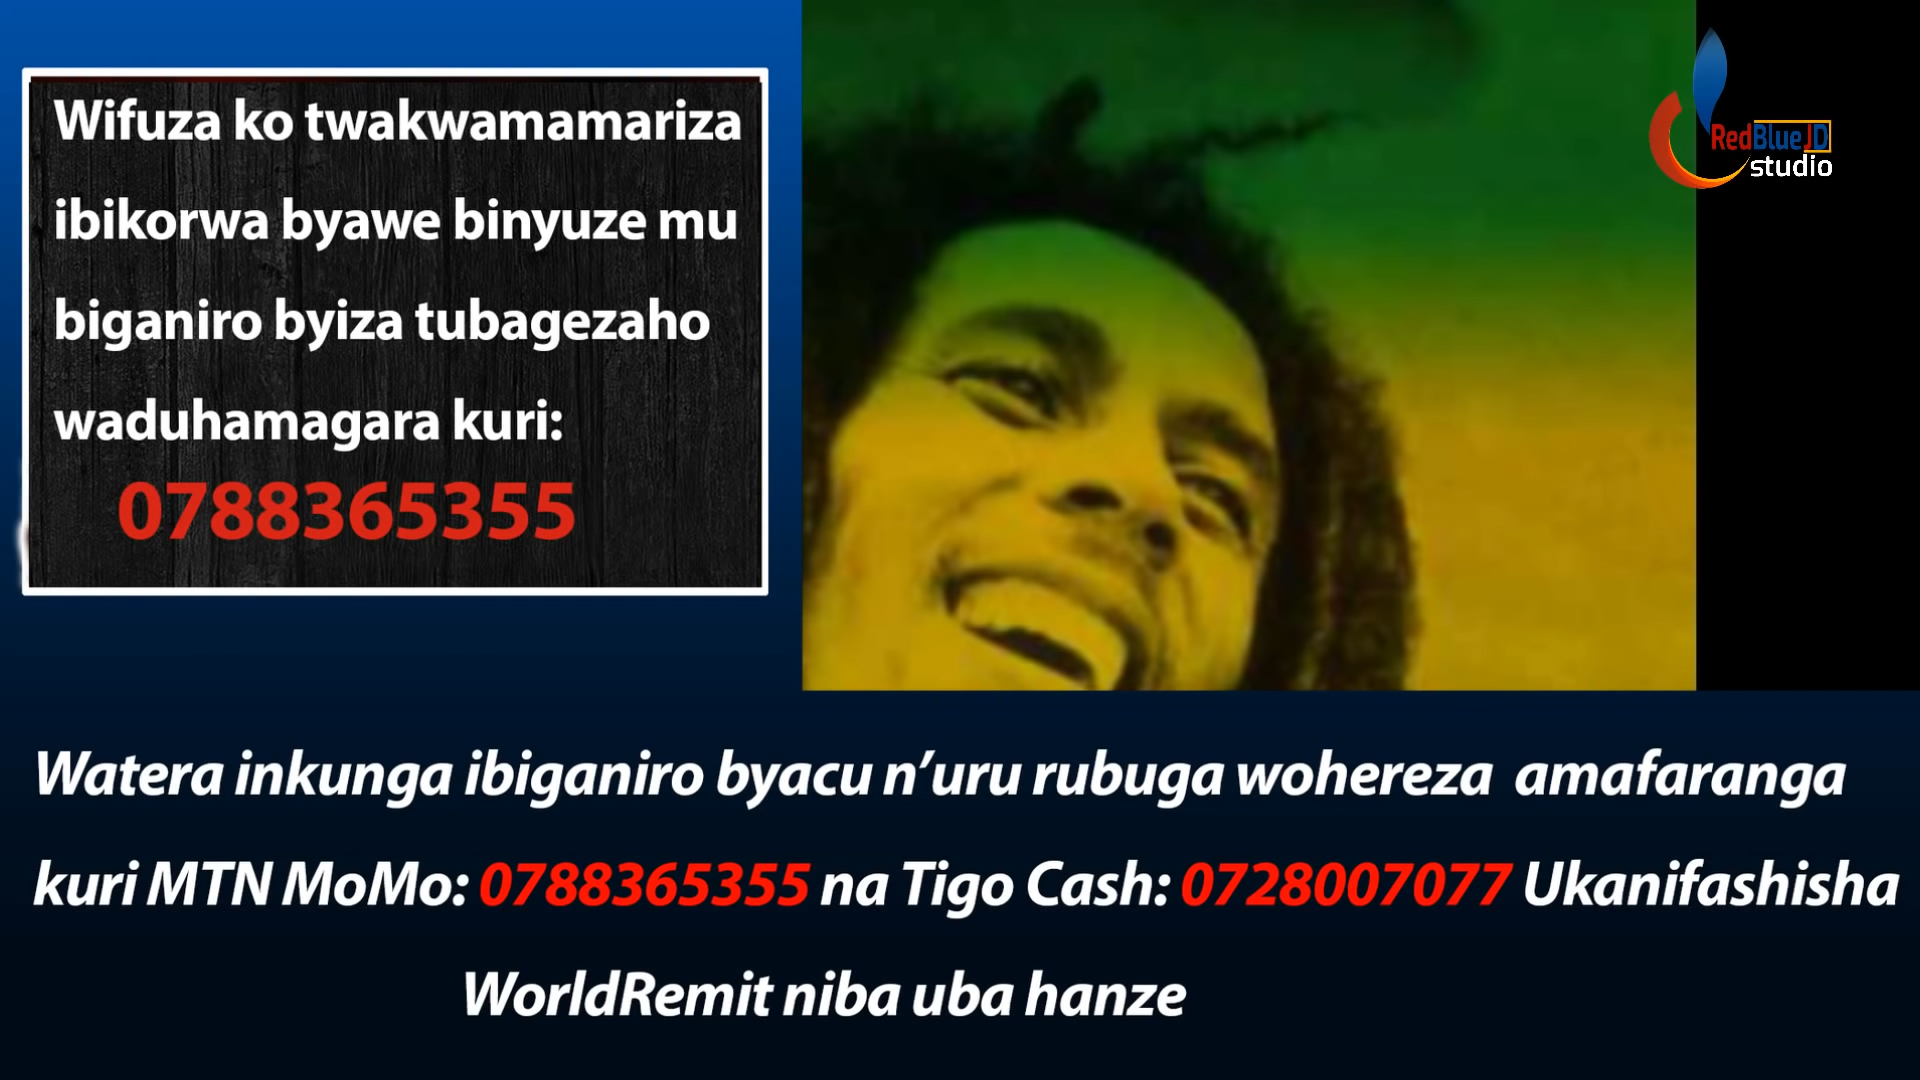 Wifuza ko twakwamamariza
ibikorwa byawe binyuze mu
biganiro byiza tubagezaho
waduhamagara kuri:
0788365355
RedBlueJD
studio
Watera inkunga ibiganiro byacu n’uru rubuga wohereza amafaranga
kuri MTN MoMo: 0788365355 na Tigo Cash: 0728007077 Ukanifashisha
WorldRemit niba uba hanze